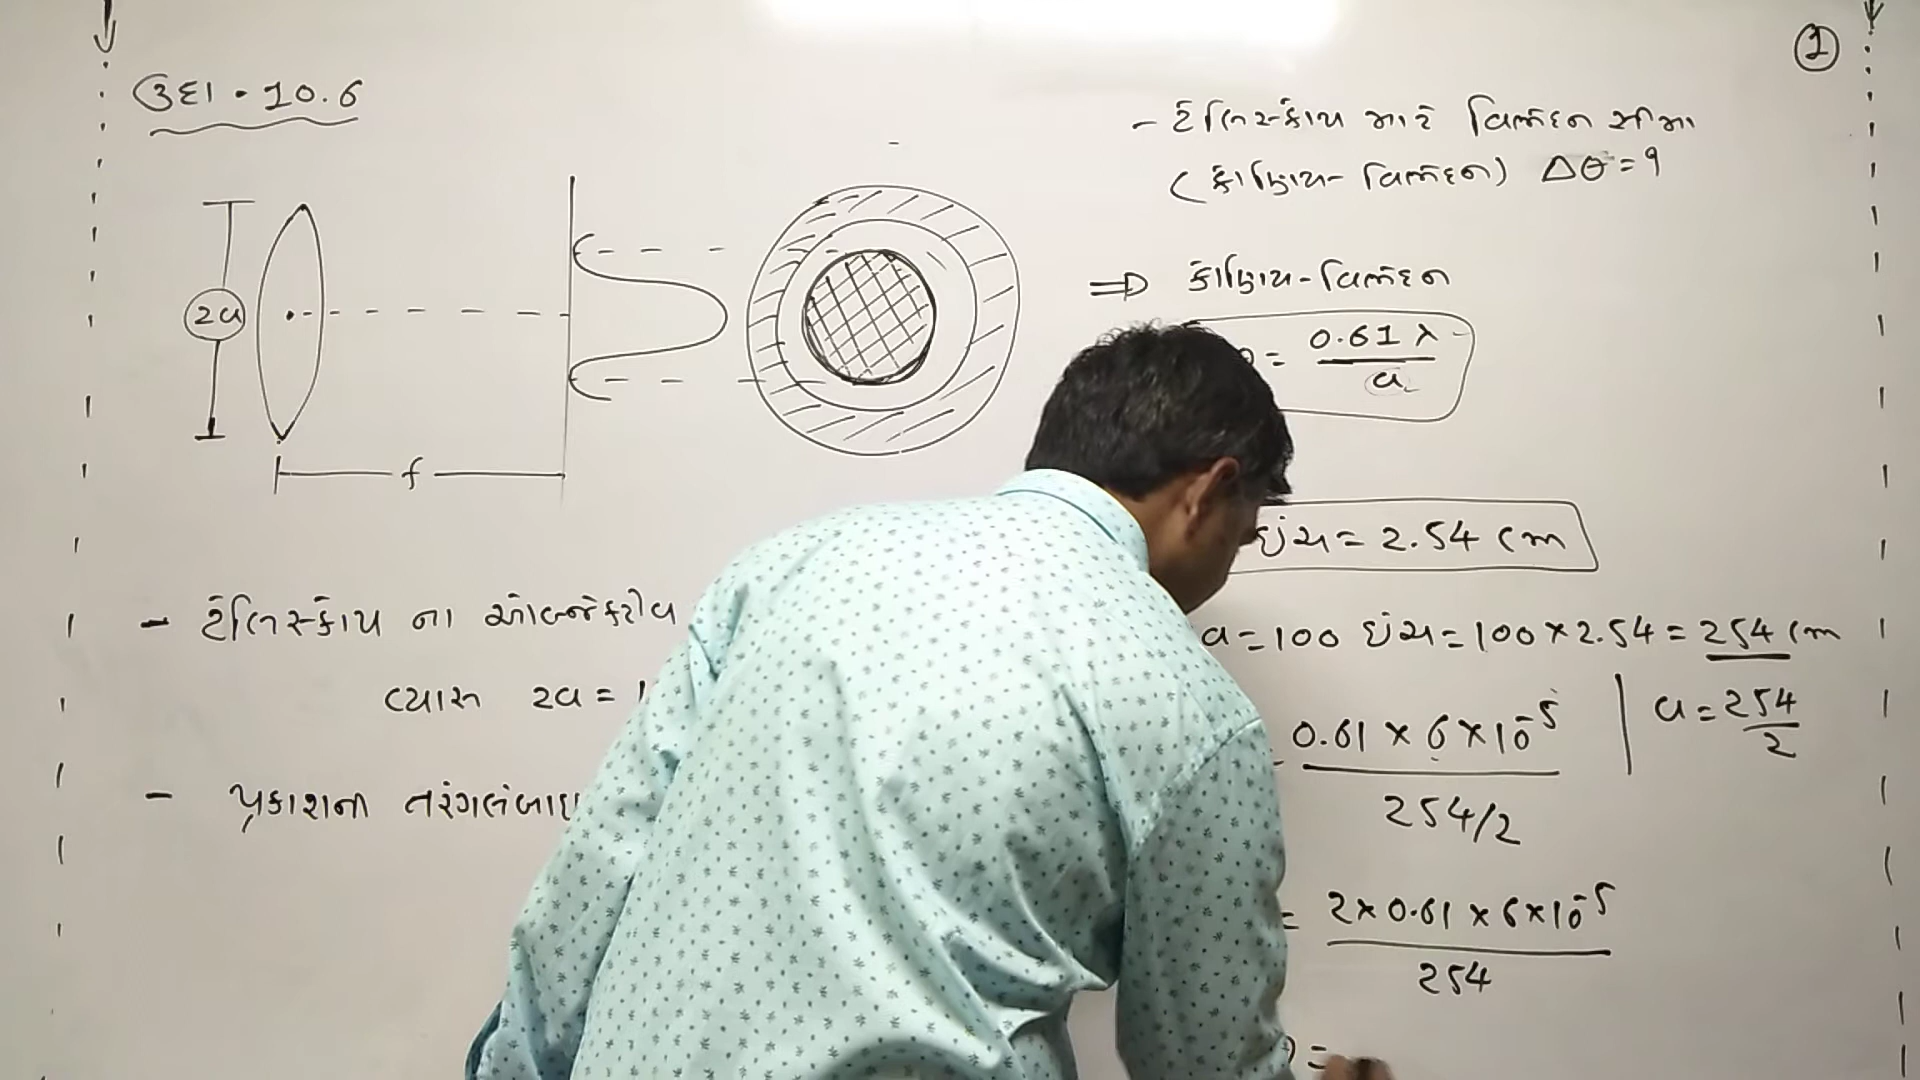 ઉદા. 10.6
1
- ટેલિસ્કોપ માટે વિભેદન સીમા
(કોણિય- વિભેદન) Δθ = ?
2a
f
⇒ કોણિય-વિભેદન
= 0.61 λ / a
ઇંચ = 2.54 cm
- ટેલિસ્કોપ ના ઓબ્જેક્ટીવ
વ્યાસ 2a = 1
a = 100 ઇંચ = 100 × 2.54 = 254 cm
0.61 × 6 × 10⁻⁵ / 254/2
a = 254 / 2
- પ્રકાશના તરંગલંબાઇ
= 2 × 0.61 × 6 × 10⁻⁵ / 254
=